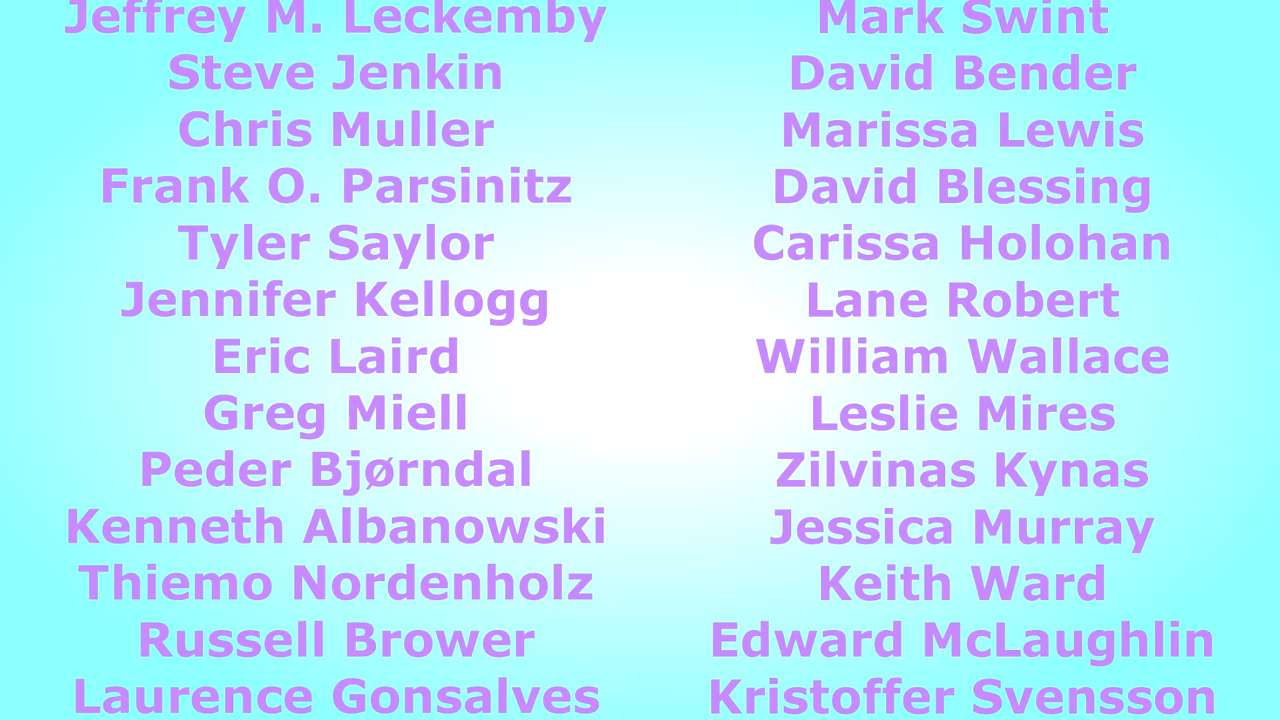 Jeffrey M. Leckemby
Steve Jenkin
Chris Muller
Frank O. Parsinitz
Tyler Saylor
Jennifer Kellogg
Eric Laird
Greg Miell
Peder Bjørndal
Kenneth Albanowski
Thiemo Nordenholz
Russell Brower
Laurence Gonsalves
Mark Swint
David Bender
Marissa Lewis
David Blessing
Carissa Holohan
Lane Robert
William Wallace
Leslie Mires
Zilvinas Kynas
Jessica Murray
Keith Ward
Edward McLaughlin
Kristoffer Svensson